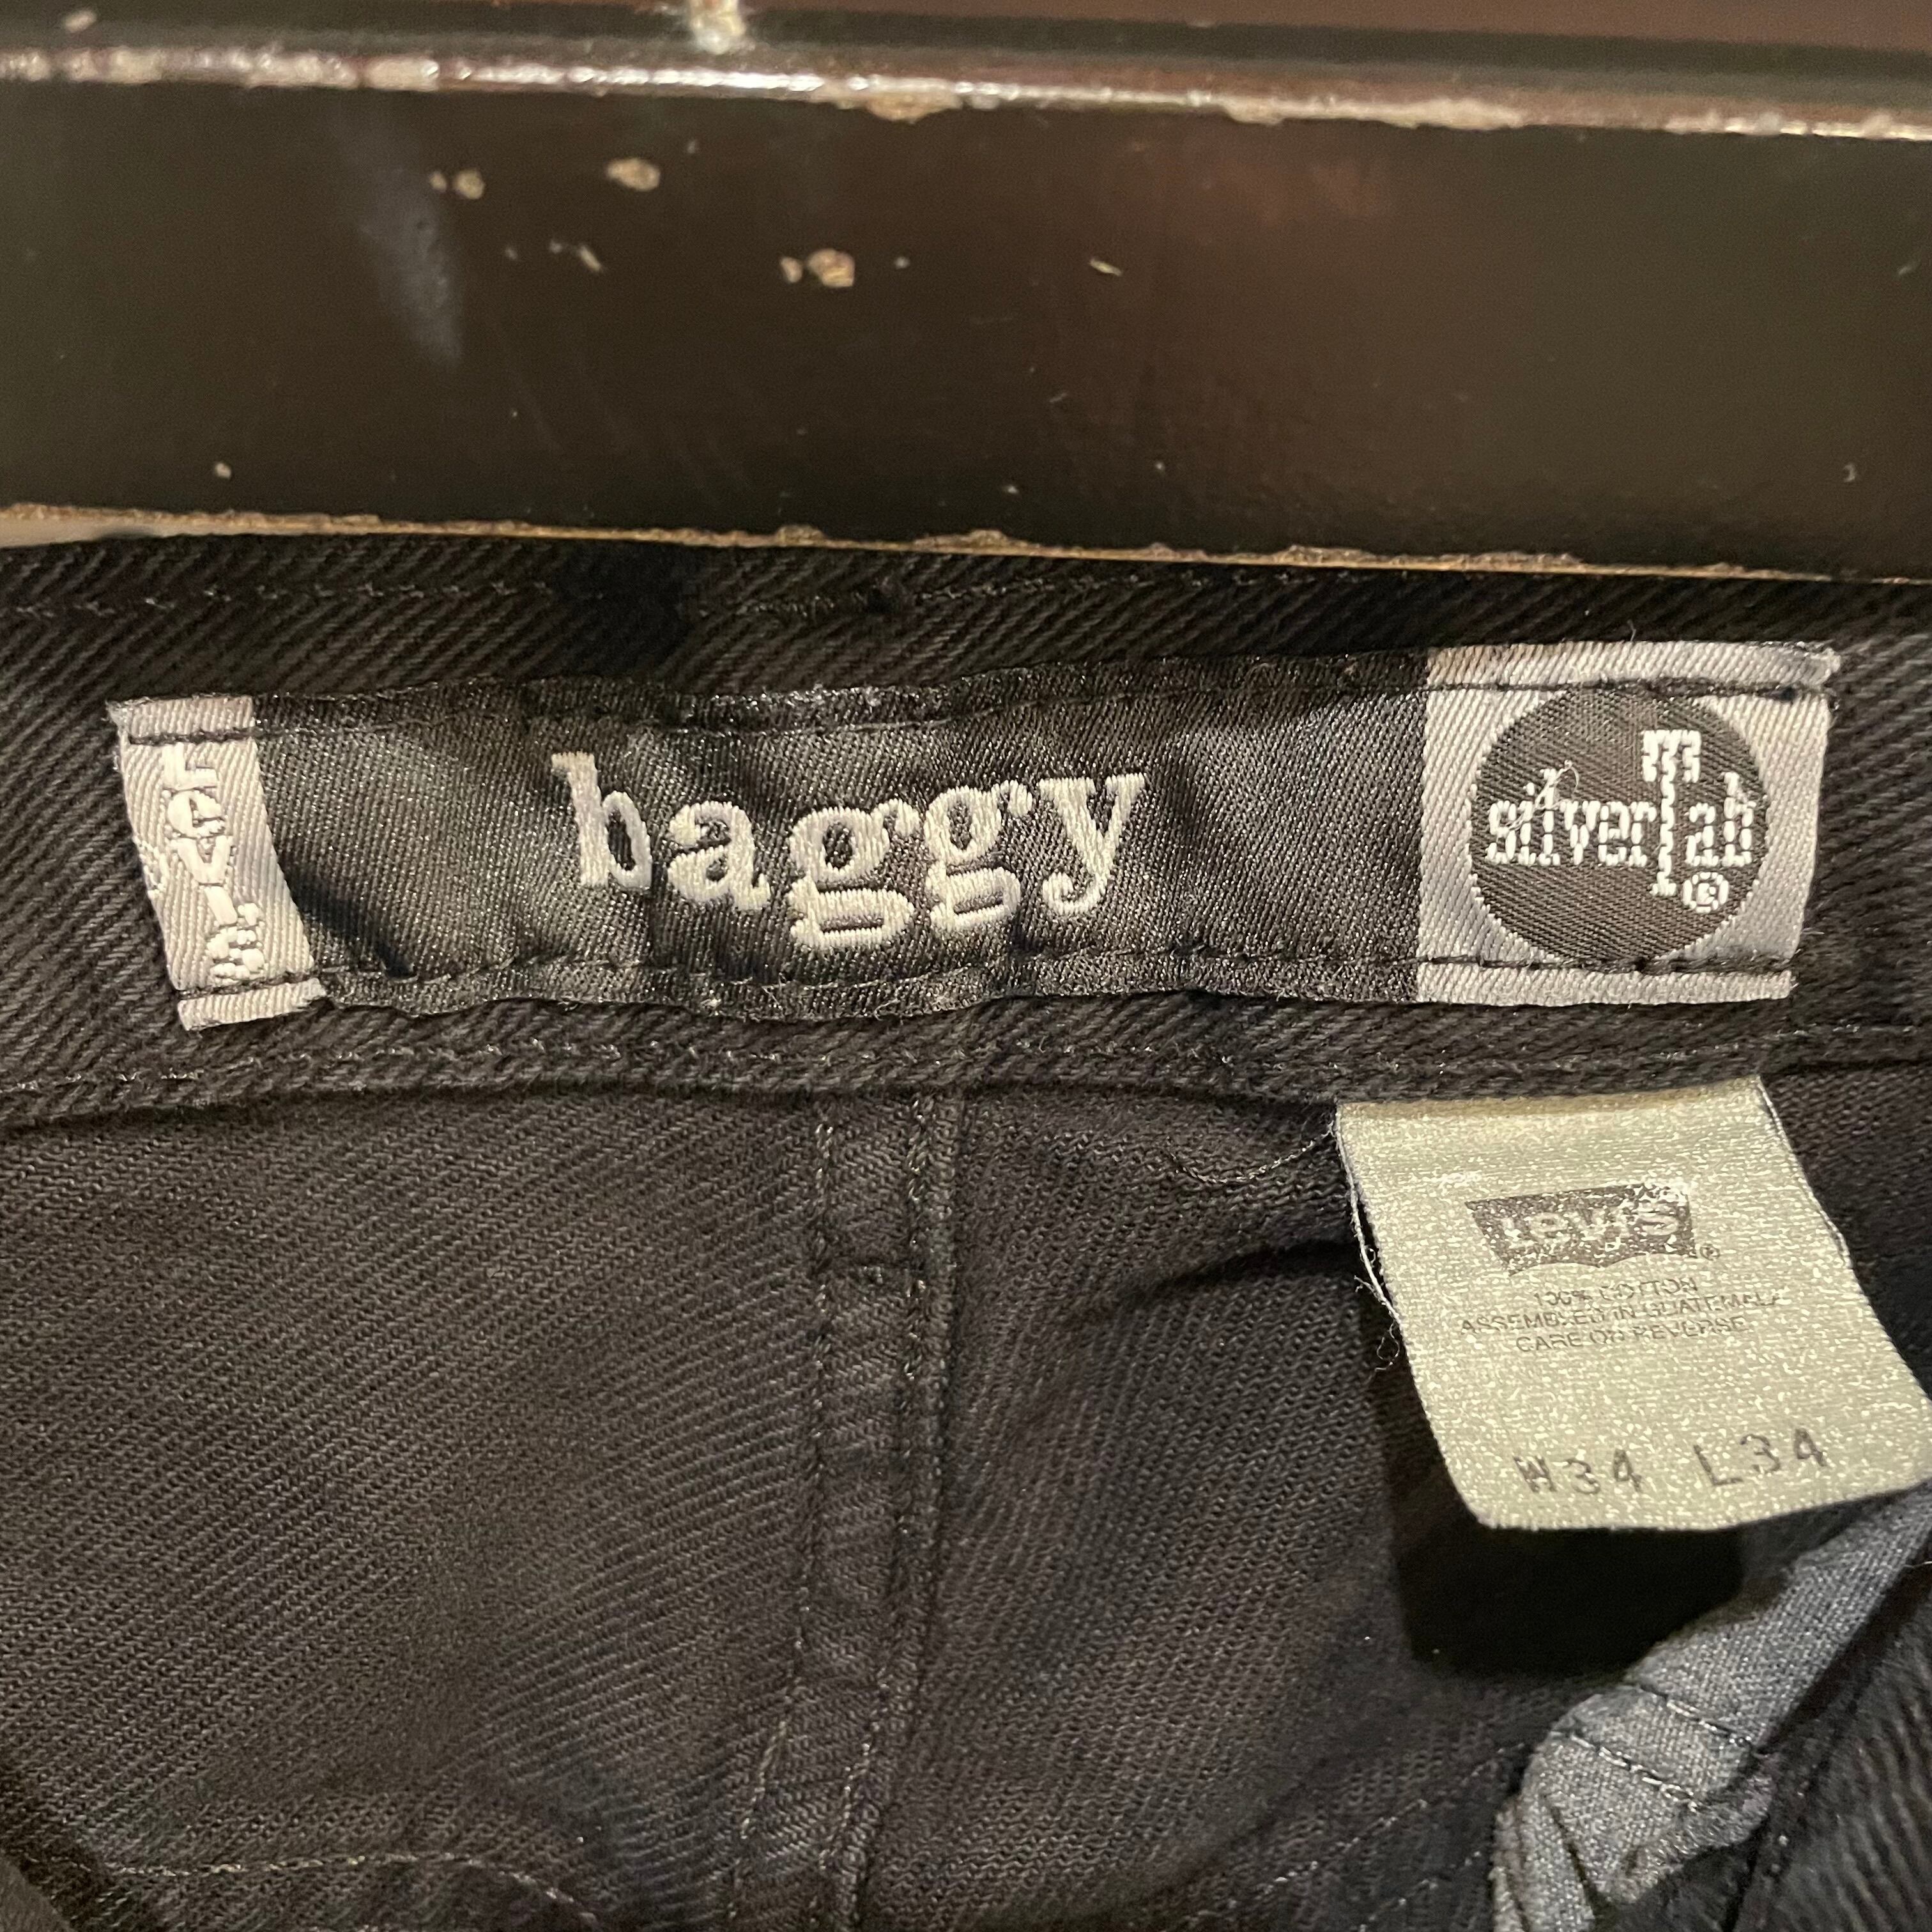 Levi's
baggy
silverTab®
Levi's®
100% COTTON
ASSEMBLED IN GUATEMALA
CARE ON REVERSE
W34 L34